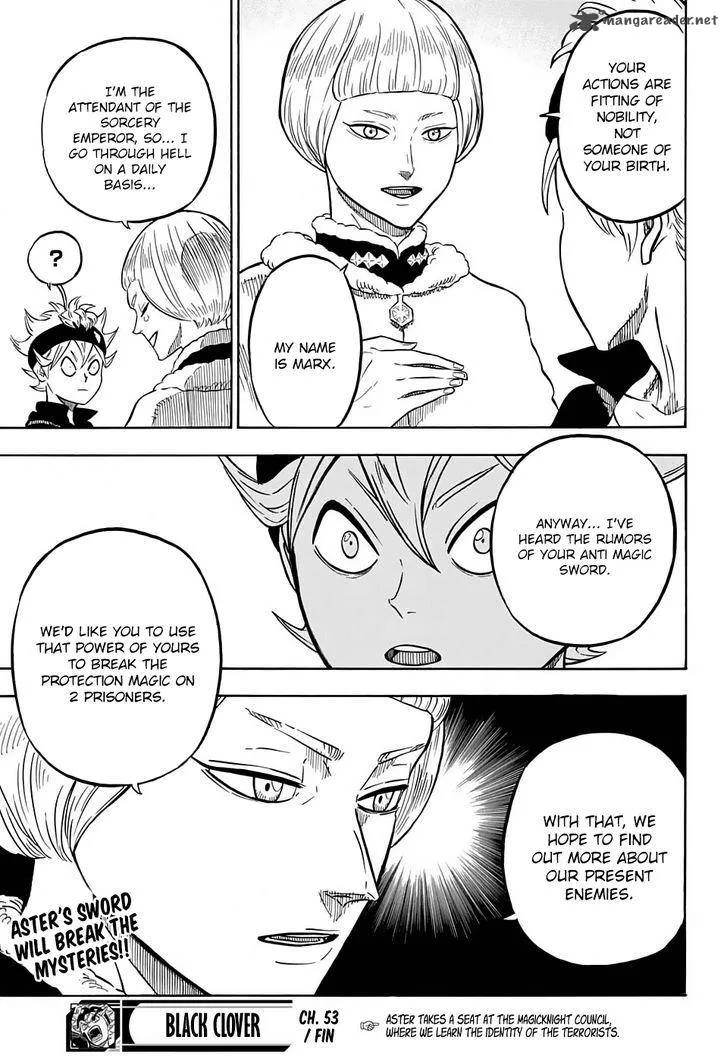 mangareader.net
YOUR
ACTIONS ARE
FITTING OF
NOBILITY,
NOT
SOMEONE
OF YOUR
BIRTH.
MY NAME
IS MARX.
I'M THE
ATTENDANT OF
THE SORCERY
EMPEROR, SO... I
GO THROUGH HELL
ON A DAILY
BASIS...
?
ANYWAY... I'VE
HEARD THE RUMORS
OF YOUR ANTI MAGIC
SWORD.
WE'D LIKE YOU TO USE
THAT POWER OF YOURS
TO BREAK THE
PROTECTION MAGIC ON
2 PRISONERS.
WITH THAT, WE
HOPE TO FIND
OUT MORE ABOUT
OUR PRESENT
ENEMIES.
ASTER'S SWORD
WILL BREAK THE
MYSTERIES!!
BLACK CLOVER
CH. 53
/ FIN
☞ ASTER TAKES A SEAT AT THE MAGICKNIGHT COUNCIL,
WHERE WE LEARN THE IDENTITY OF THE TERRORISTS.